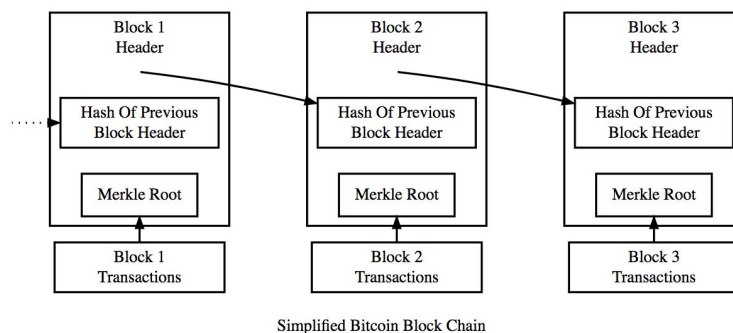 Block 1
Header
Block 2
Header
Block 3
Header
Hash Of Previous
Block Header
Hash Of Previous
Block Header
Hash Of Previous
Block Header
Merkle Root
Merkle Root
Merkle Root
Block 1
Transactions
Block 2
Transactions
Block 3
Transactions
Simplified Bitcoin Block Chain